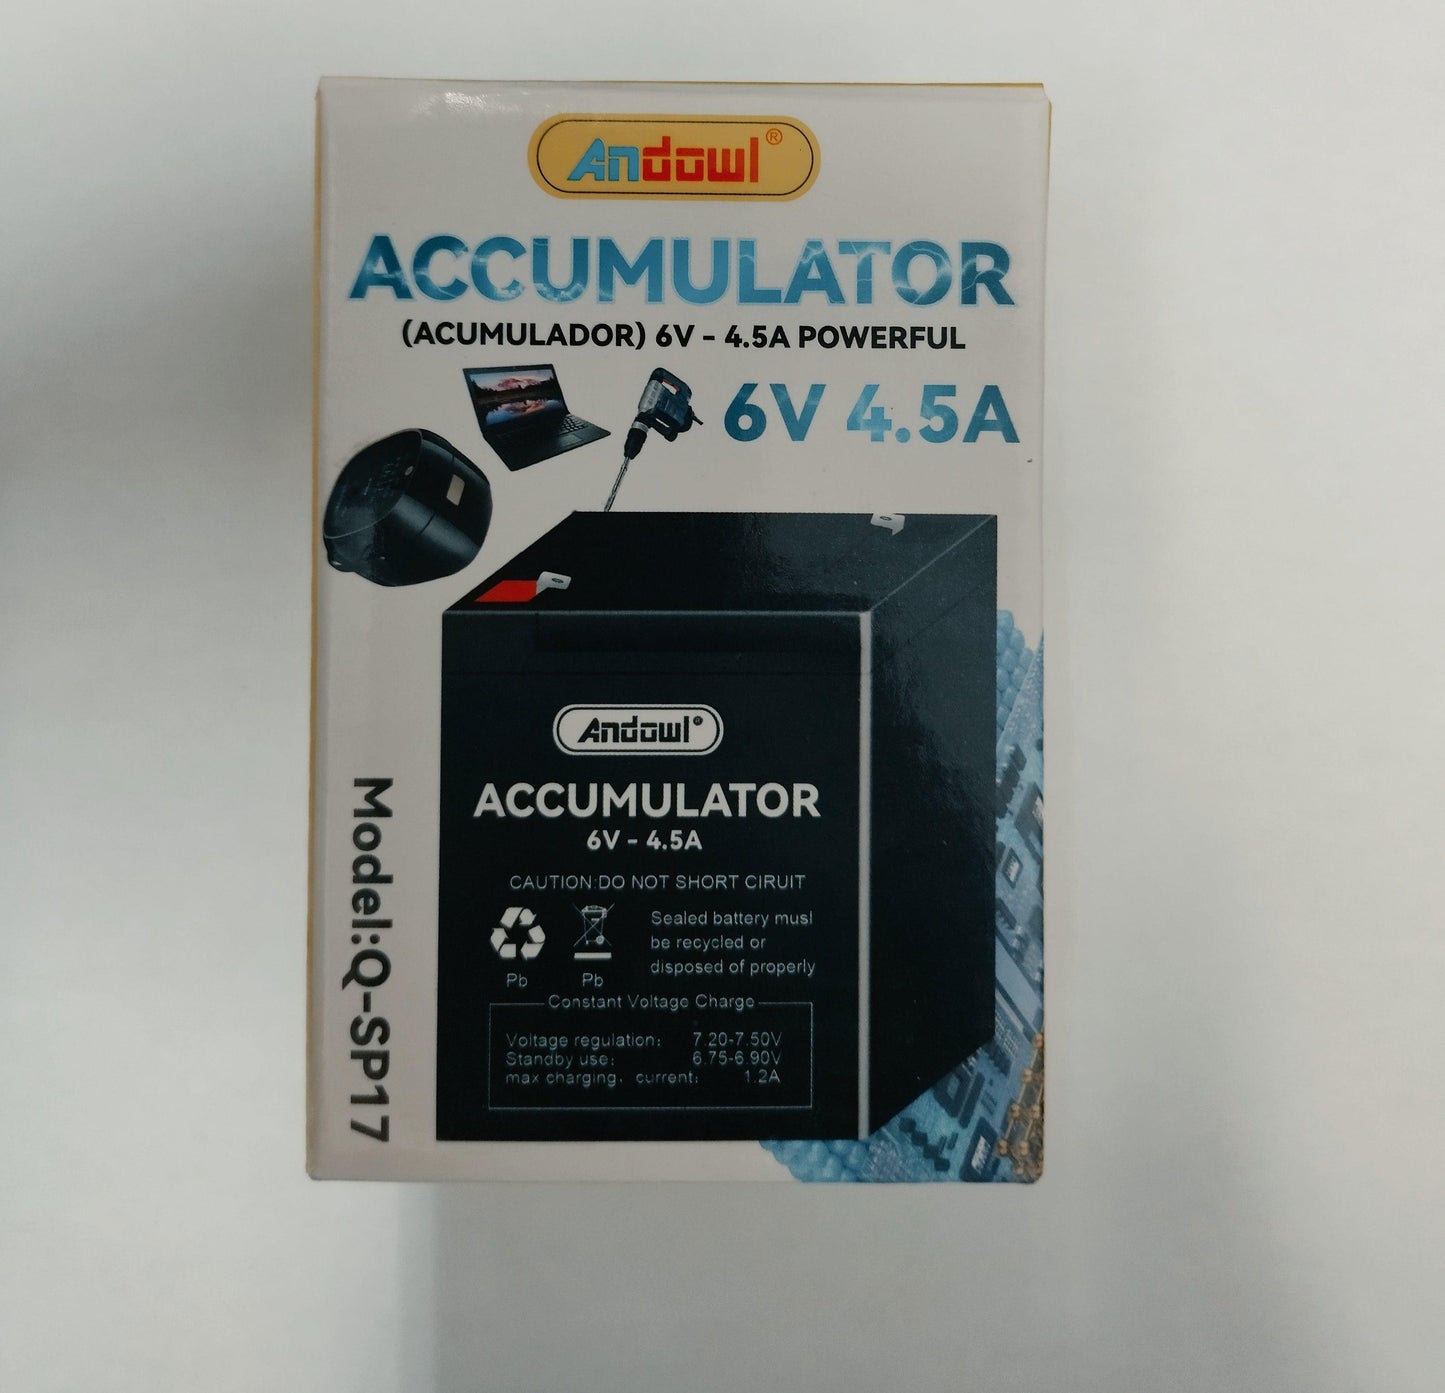 Andowl®
ACCUMULATOR
(ACUMULADOR) 6V - 4.5A POWERFUL
6V 4.5A
Andowl®
ACCUMULATOR
6V - 4.5A
CAUTION:DO NOT SHORT CIRUIT
Sealed battery musl
be recycled or
disposed of properly
Pb
Pb
Constant Voltage Charge
Voltage regulation: 7.20-7.50V
Standby use: 6.75-6.90V
max charging, current: 1.2A
Model:Q-SP17